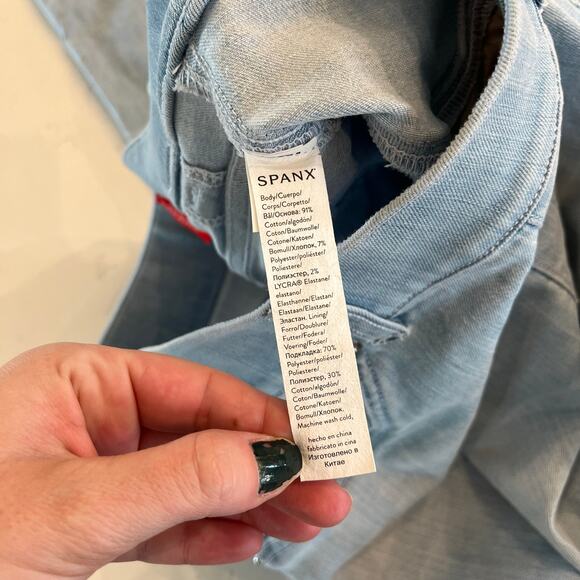 SPANX
Body/Cuerpo/
Corps/Corpetto/
Bāl/Основа: 91%
Cotton/algodón/
Coton/Baumwolle/
Cotone/Katoen/
Bomull/Хлопок, 7%
Polyester/poliéster/
Poliestere/
Полиэстер, 2%
LYCRA® Elastane/
elastano/
Elasthanne/Elastan/
Elastaan/Elastane/
Эластан. Lining/
Forro/Doublure/
Futter/Fodera/
Voering/Foder/
Подкладка: 70%
Polyester/poliéster/
Poliestere/
Полиэстер, 30%
Cotton/algodón/
Coton/Baumwolle/
Cotone/Katoen/
Bomull/Хлопок.
Machine wash cold,
hecho en china
fabbricato in cina
Изготовлено в
Китае